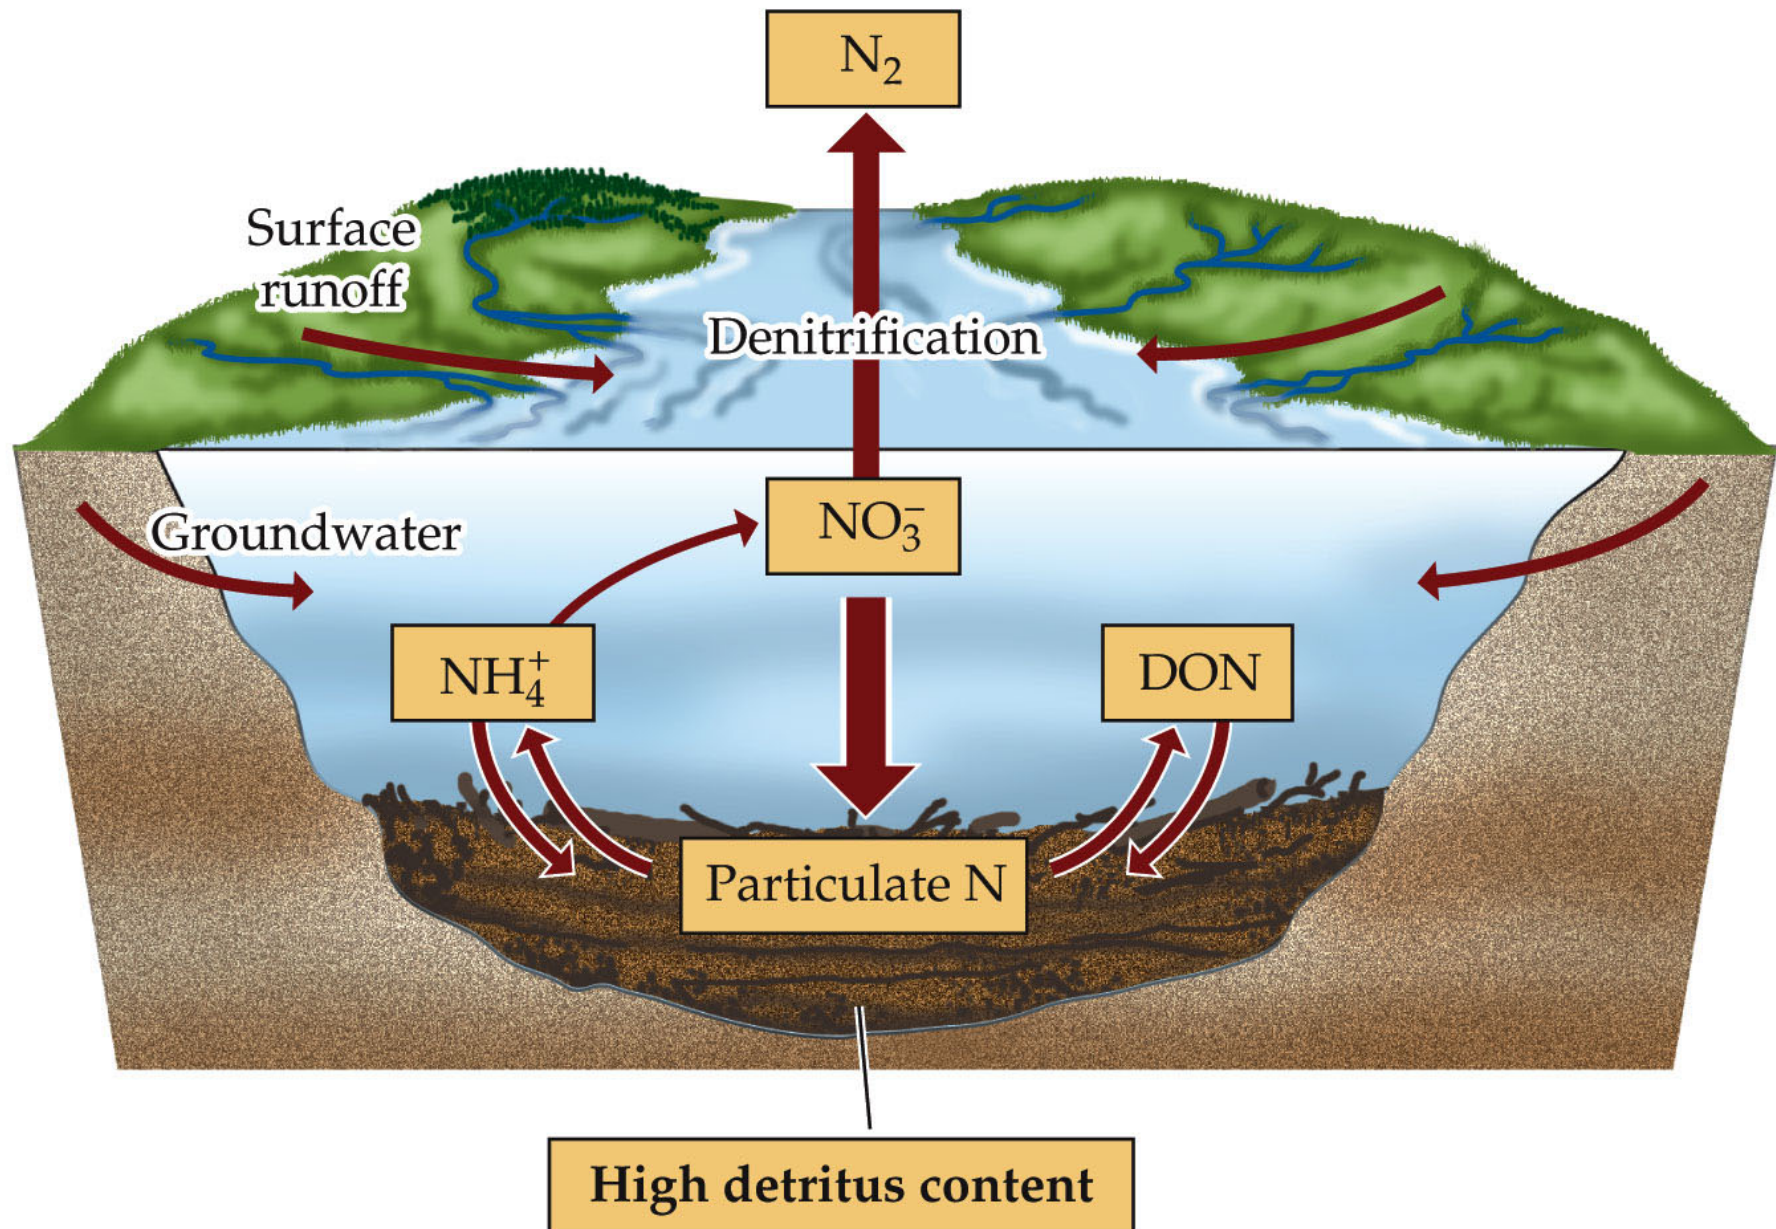 N₂
Surface
runoff
Denitrification
Groundwater
NO₃⁻
NH₄⁺
DON
Particulate N
High detritus content